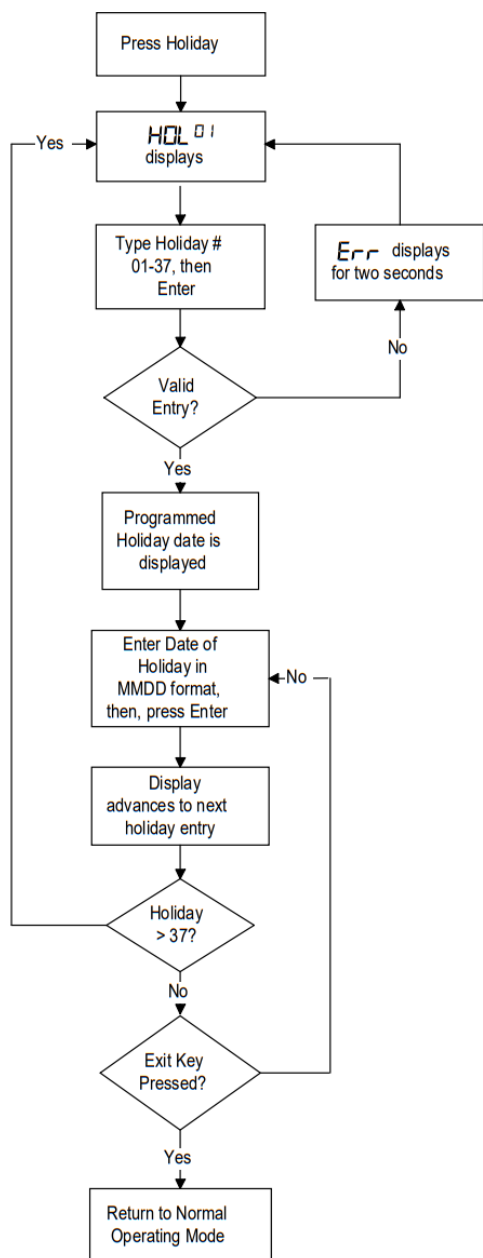 Press Holiday
Yes
HOL 01
displays
Type Holiday #
01-37, then
Enter
Err displays
for two seconds
No
Valid
Entry?
Yes
Programmed
Holiday date is
displayed
Enter Date of
Holiday in
MMDD format,
then, press Enter
No
Display
advances to next
holiday entry
Holiday
> 37?
No
Exit Key
Pressed?
Yes
Return to Normal
Operating Mode